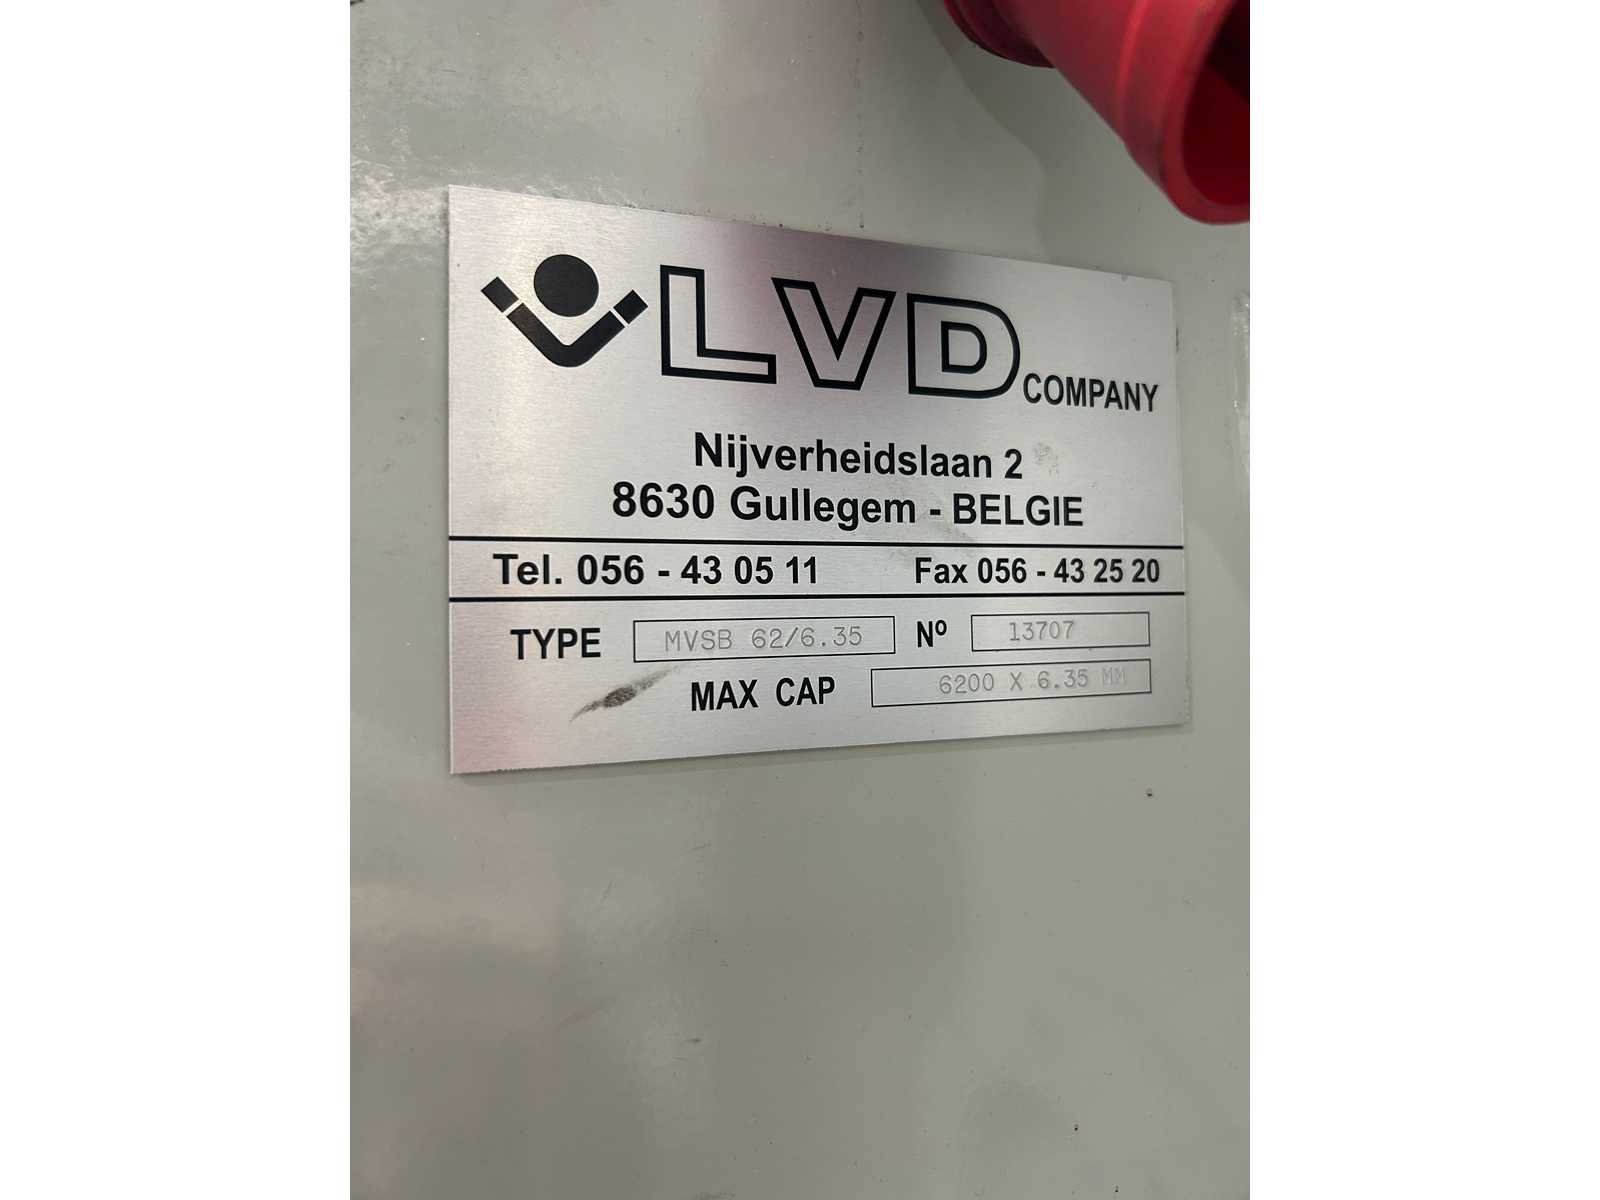 LVD COMPANY
Nijverheidslaan 2
8630 Gullegem - BELGIE
Tel. 056 - 43 05 11 Fax 056 - 43 25 20
TYPE MVSB 62/6.35 Nº 13707
MAX CAP 6200 X 6.35 MM